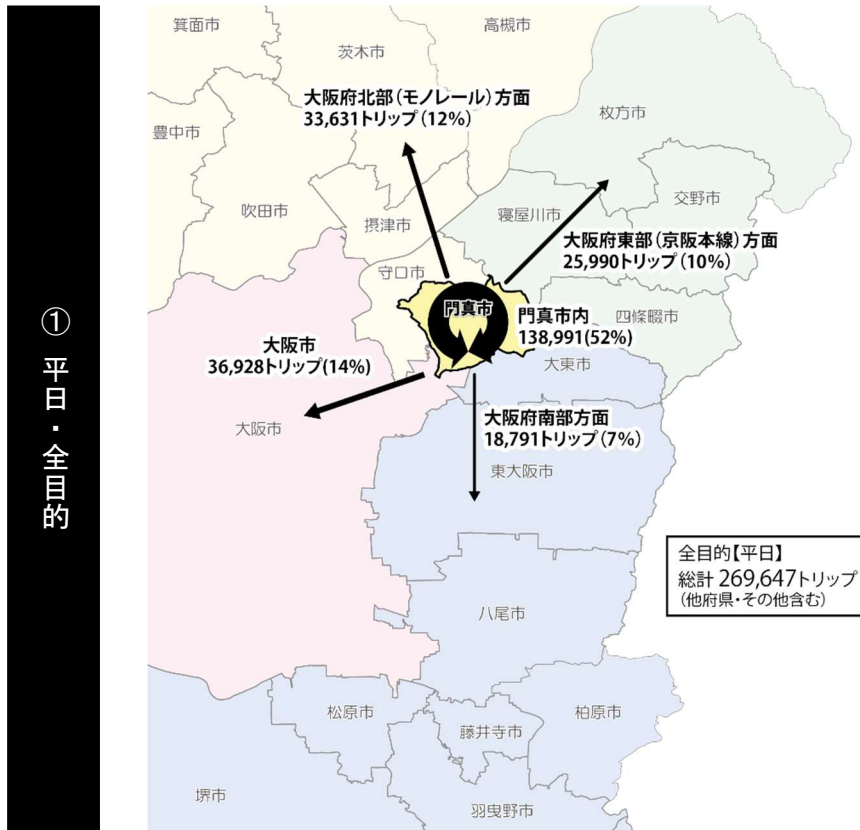 ① 平日・全目的
箕面市
茨木市
高槻市
大阪府北部(モノレール)方面
33,631トリップ(12%)
枚方市
豊中市
交野市
吹田市
摂津市
寝屋川市
大阪府東部(京阪本線)方面
25,990トリップ(10%)
守口市
門真市
門真市内
138,991(52%)
四條畷市
大阪市
36,928トリップ(14%)
大東市
大阪市
大阪府南部方面
18,791トリップ(7%)
東大阪市
全目的【平日】
総計 269,647トリップ
(他府県・その他含む)
八尾市
松原市
藤井寺市
柏原市
堺市
羽曳野市